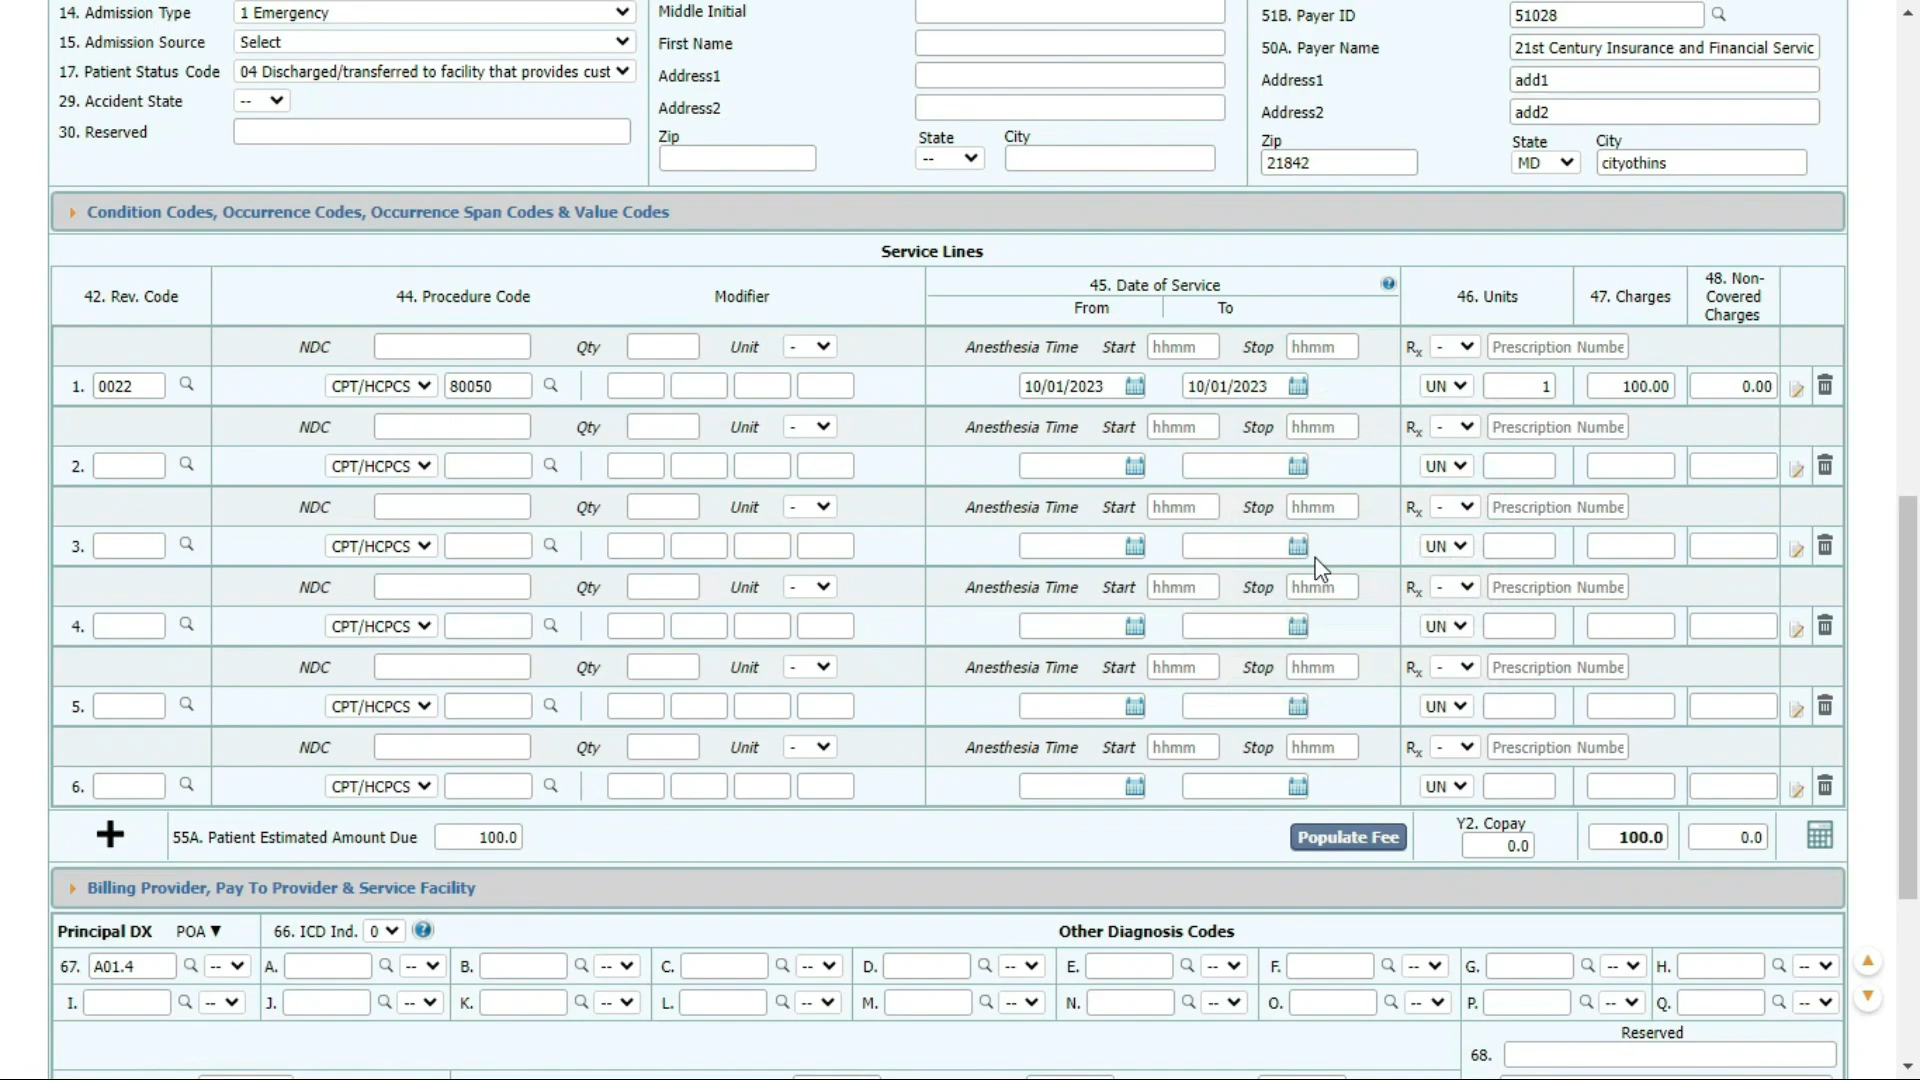 14. Admission Type 1 Emergency
15. Admission Source Select
17. Patient Status Code 04 Discharged/transferred to facility that provides cust
29. Accident State --
30. Reserved
Middle Initial
First Name
Address1
Address2
Zip State City
--
51B. Payer ID 51028
50A. Payer Name 21st Century Insurance and Financial Servic
Address1 add1
Address2 add2
Zip State City
21842 MD cityothins
Condition Codes, Occurrence Codes, Occurrence Span Codes & Value Codes
Service Lines
42. Rev. Code 44. Procedure Code Modifier 45. Date of Service From To 46. Units 47. Charges 48. Non-Covered Charges
NDC Qty Unit - Anesthesia Time Start hhmm Stop hhmm Rx - Prescription Numbe
1. 0022 CPT/HCPCS 80050 10/01/2023 10/01/2023 UN 1 100.00 0.00
NDC Qty Unit - Anesthesia Time Start hhmm Stop hhmm Rx - Prescription Numbe
2. CPT/HCPCS UN
NDC Qty Unit - Anesthesia Time Start hhmm Stop hhmm Rx - Prescription Numbe
3. CPT/HCPCS UN
NDC Qty Unit - Anesthesia Time Start hhmm Stop hhmm Rx - Prescription Numbe
4. CPT/HCPCS UN
NDC Qty Unit - Anesthesia Time Start hhmm Stop hhmm Rx - Prescription Numbe
5. CPT/HCPCS UN
NDC Qty Unit - Anesthesia Time Start hhmm Stop hhmm Rx - Prescription Numbe
6. CPT/HCPCS UN
55A. Patient Estimated Amount Due 100.0 Populate Fee Y2. Copay 0.0 100.0 0.0
Billing Provider, Pay To Provider & Service Facility
Principal DX POA▼ 66. ICD Ind. 0 Other Diagnosis Codes
67. A01.4 -- A. -- B. -- C. -- D. -- E. -- F. -- G. -- H. --
I. -- J. -- K. -- L. -- M. -- N. -- O. -- P. -- Q. --
Reserved
68.